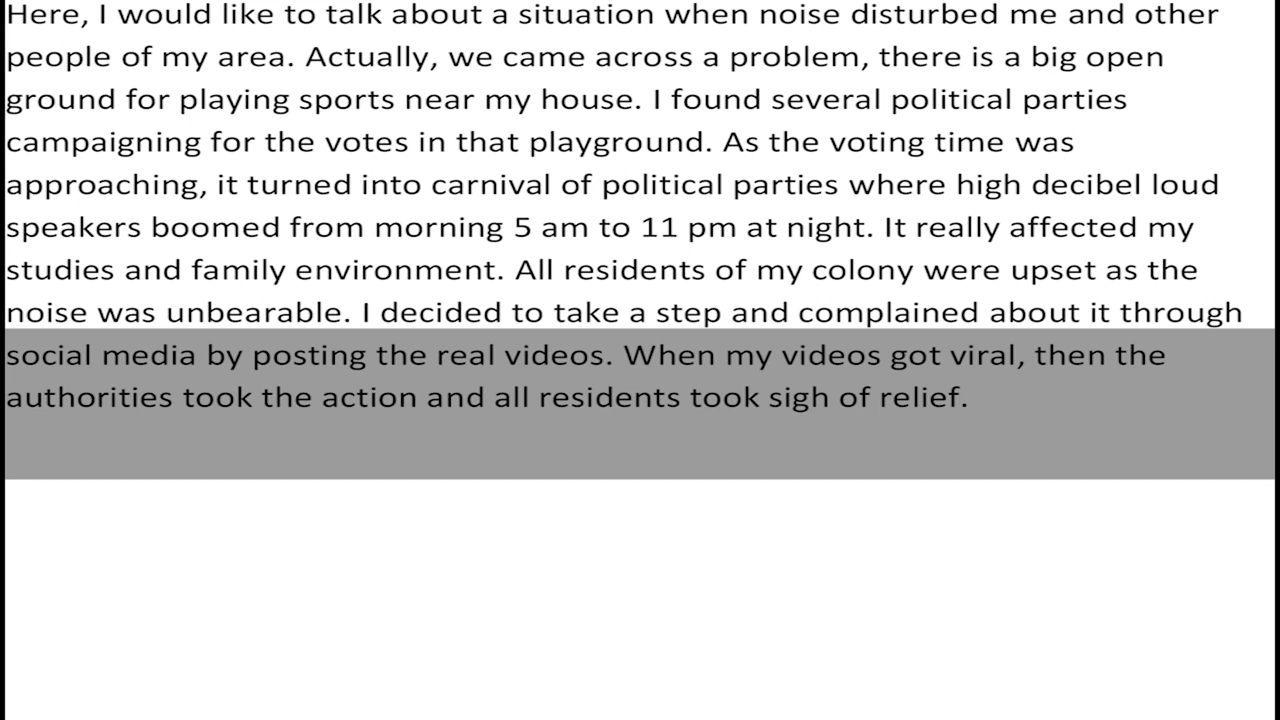 Here, I would like to talk about a situation when noise disturbed me and other
people of my area. Actually, we came across a problem, there is a big open
ground for playing sports near my house. I found several political parties
campaigning for the votes in that playground. As the voting time was
approaching, it turned into carnival of political parties where high decibel loud
speakers boomed from morning 5 am to 11 pm at night. It really affected my
studies and family environment. All residents of my colony were upset as the
noise was unbearable. I decided to take a step and complained about it through
social media by posting the real videos. When my videos got viral, then the
authorities took the action and all residents took sigh of relief.